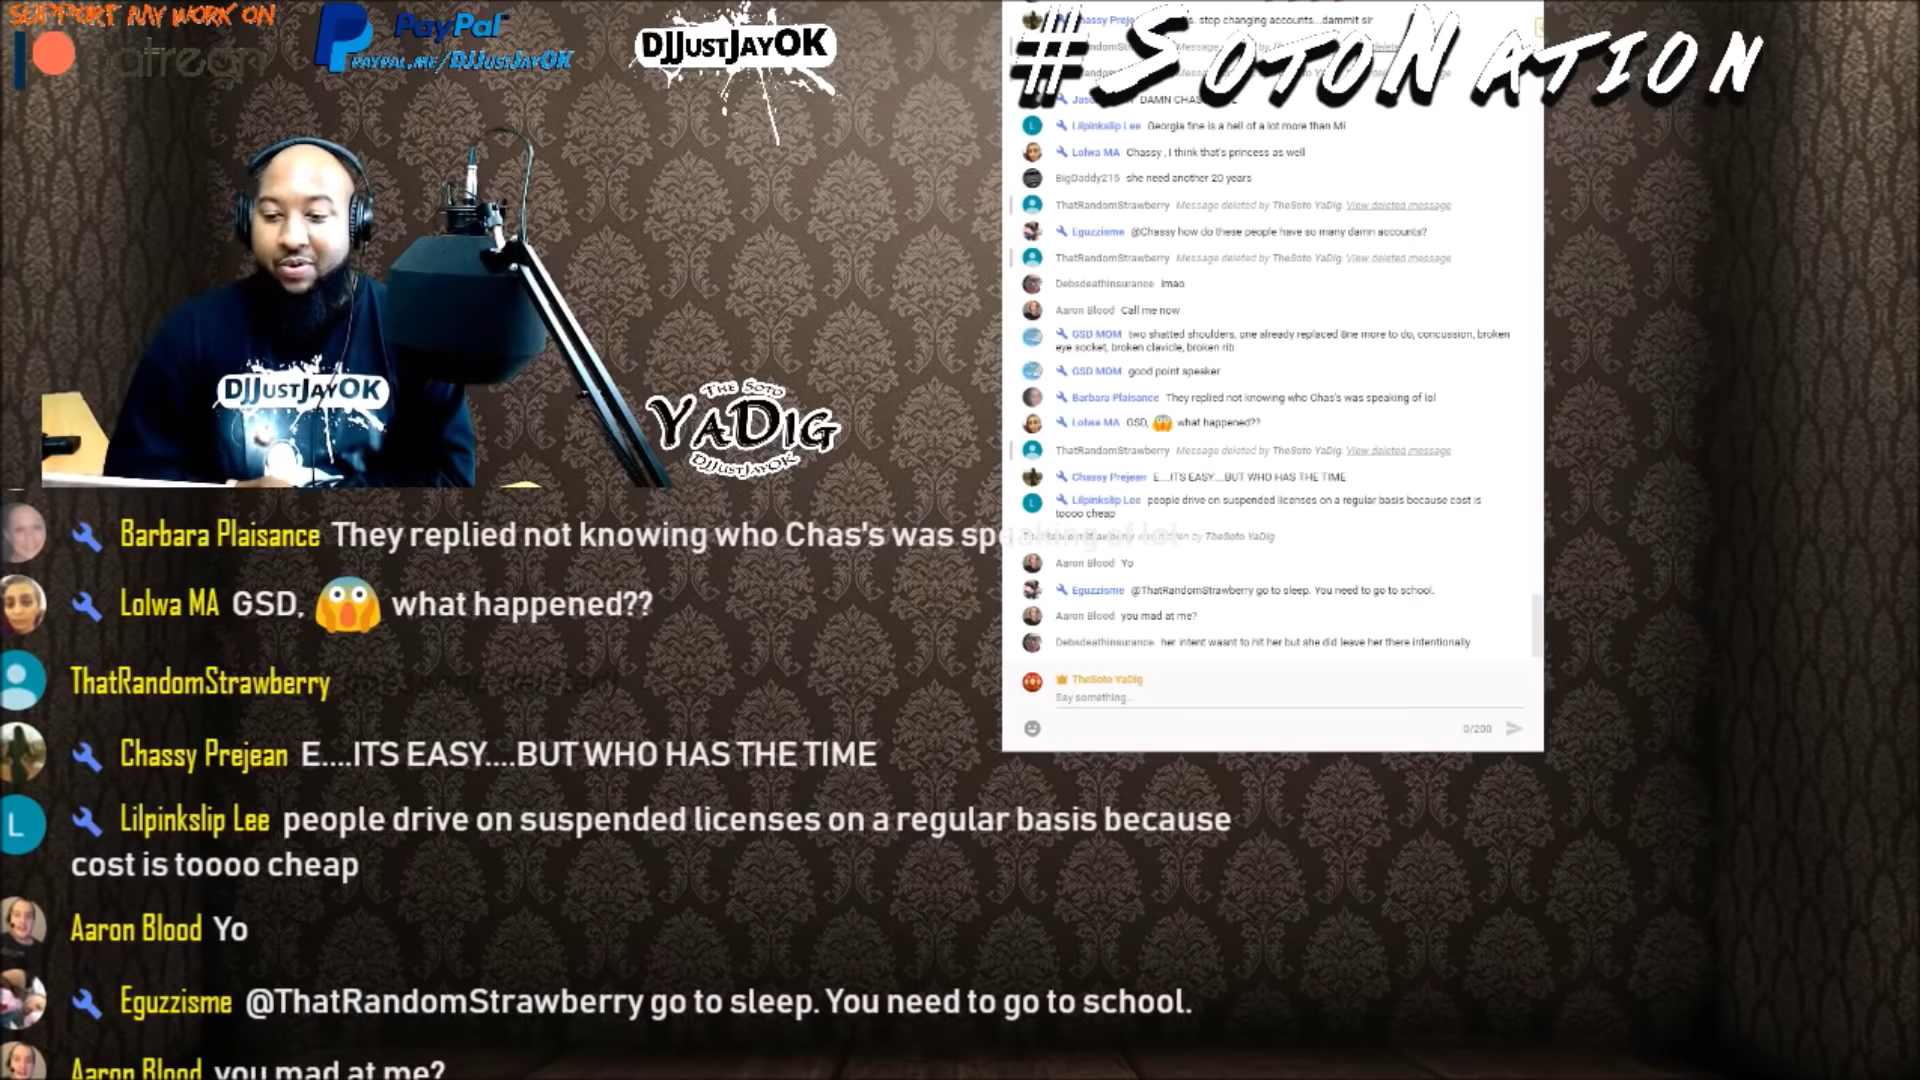 SUPPORT MY WORK ON
patreon
PayPal
PAYPAL.ME/DJJUSTJAYOK
DJJUSTJAYOK
#SOTONATION
stop changing accounts...dammit sir
DAMN
Lilpinkslip Lee Georgia fine is a hell of a lot more than Mi
Lolwa MA Chassy , I think that's princess as well
BigDaddy215 she need another 20 years
ThatRandomStrawberry Message deleted by TheSoto YaDig. View deleted message
Eguzzisme @Chassy how do these people have so many damn accounts?
ThatRandomStrawberry Message deleted by TheSoto YaDig. View deleted message
Debsdeathinsurance lmao
Aaron Blood Call me now
GSD MOM two shatted shoulders, one already replaced 8ne more to do, concussion, broken
eye socket, broken clavicle, broken rib
GSD MOM good point speaker
Barbara Plaisance They replied not knowing who Chas's was speaking of lol
Lolwa MA GSD, 😱 what happened??
ThatRandomStrawberry Message deleted by TheSoto YaDig. View deleted message
Chassy Prejean E....ITS EASY....BUT WHO HAS THE TIME
Lilpinkslip Lee people drive on suspended licenses on a regular basis because cost is
toooo cheap
ThatRandomStrawberry was hidden by TheSoto YaDig
Aaron Blood Yo
Eguzzisme @ThatRandomStrawberry go to sleep. You need to go to school.
Aaron Blood you mad at me?
Debsdeathinsurance her intent wasnt to hit her but she did leave her there intentionally
TheSoto YaDig
Say something...
0/200
DJJUSTJAYOK
THE SOTO
YADIG
DJJUSTJAYOK
Barbara Plaisance They replied not knowing who Chas's was speaking of lol
Lolwa MA GSD, 😱 what happened??
ThatRandomStrawberry
Chassy Prejean E....ITS EASY....BUT WHO HAS THE TIME
L Lilpinkslip Lee people drive on suspended licenses on a regular basis because
cost is toooo cheap
Aaron Blood Yo
Eguzzisme @ThatRandomStrawberry go to sleep. You need to go to school.
Aaron Blood you mad at me?